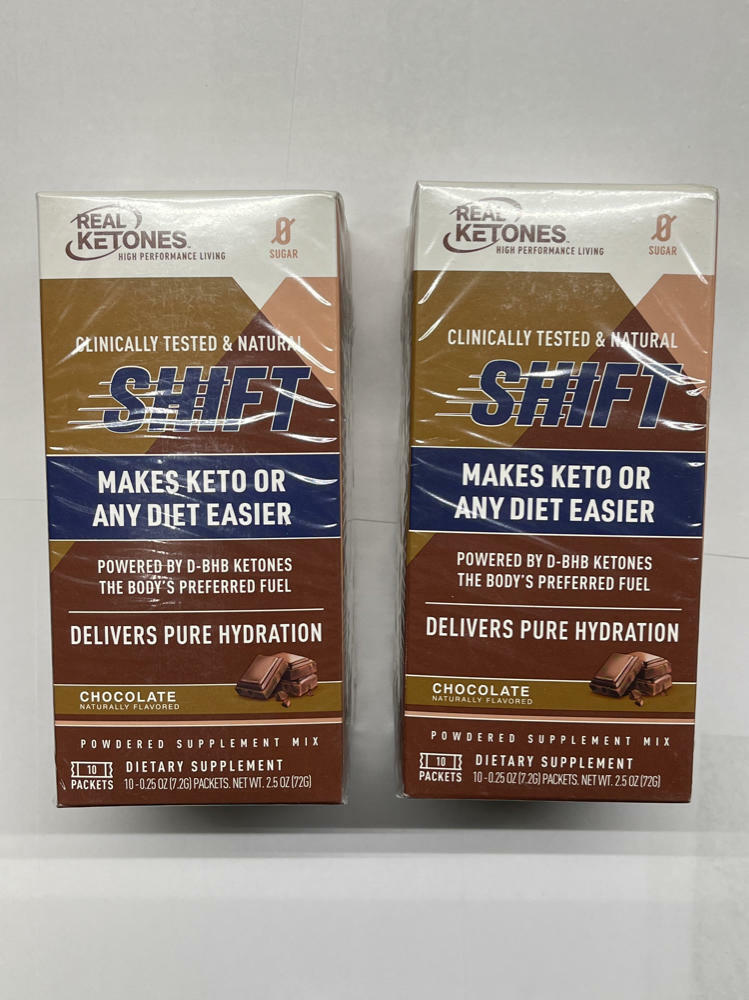 REAL
KETONES™
HIGH PERFORMANCE LIVING
0
SUGAR
CLINICALLY TESTED & NATURAL
SHIFT
MAKES KETO OR
ANY DIET EASIER
POWERED BY D-BHB KETONES
THE BODY'S PREFERRED FUEL
DELIVERS PURE HYDRATION
CHOCOLATE
NATURALLY FLAVORED
POWDERED SUPPLEMENT MIX
10
PACKETS
DIETARY SUPPLEMENT
10 - 0.25 OZ (7.2G) PACKETS. NET WT. 2.5 OZ (72G)
REAL
KETONES™
HIGH PERFORMANCE LIVING
0
SUGAR
CLINICALLY TESTED & NATURAL
SHIFT
MAKES KETO OR
ANY DIET EASIER
POWERED BY D-BHB KETONES
THE BODY'S PREFERRED FUEL
DELIVERS PURE HYDRATION
CHOCOLATE
NATURALLY FLAVORED
POWDERED SUPPLEMENT MIX
10
PACKETS
DIETARY SUPPLEMENT
10 - 0.25 OZ (7.2G) PACKETS. NET WT. 2.5 OZ (72G)